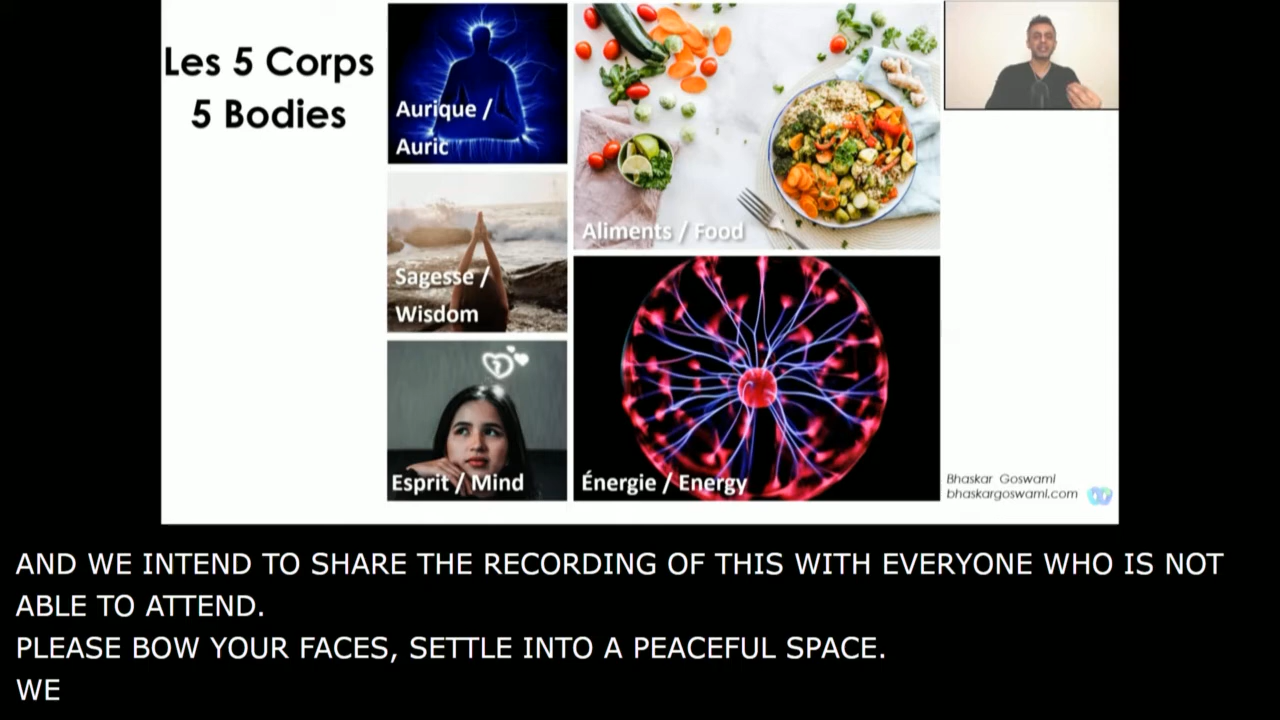 Les 5 Corps
5 Bodies
Aurique /
Auric
Sagesse /
Wisdom
Esprit / Mind
Aliments / Food
Énergie / Energy
Bhaskar Goswami
bhaskargoswami.com
AND WE INTEND TO SHARE THE RECORDING OF THIS WITH EVERYONE WHO IS NOT
ABLE TO ATTEND.
PLEASE BOW YOUR FACES, SETTLE INTO A PEACEFUL SPACE.
WE